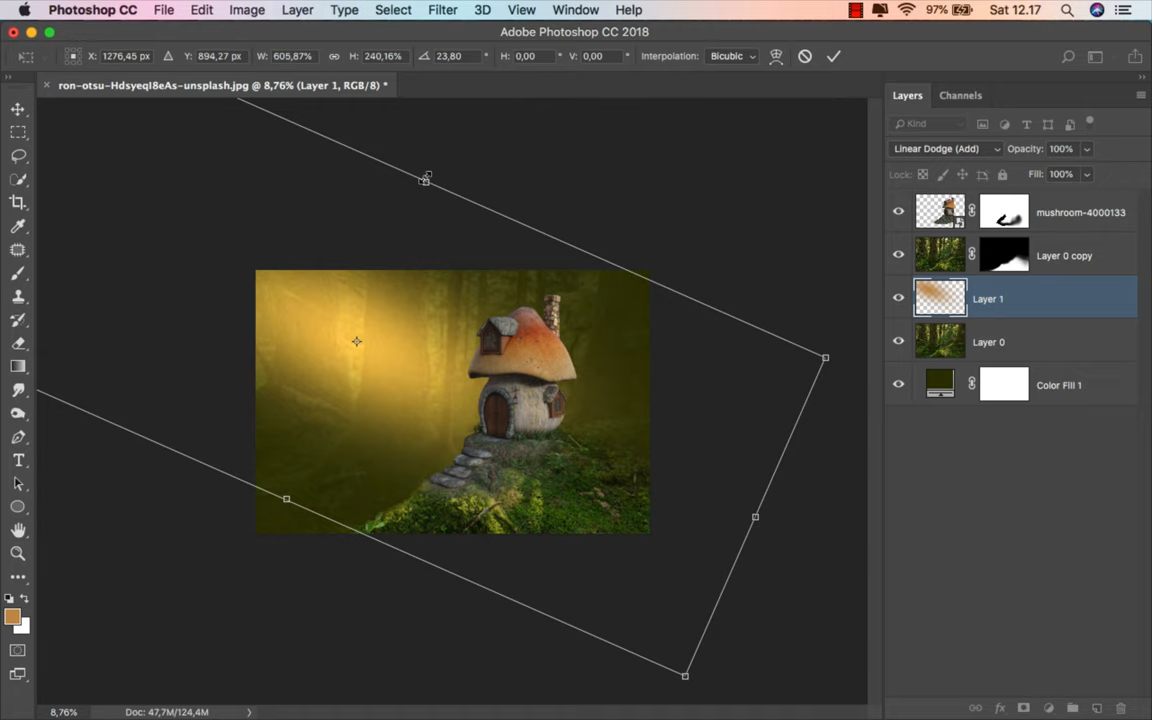 Photoshop CC File Edit Image Layer Type Select Filter 3D View Window Help 97% Sat 12.17
Adobe Photoshop CC 2018
X: 1276,45 px Y: 894,27 px W: 605,87% H: 240,16% 23,80 ° H: 0,00 ° V: 0,00 ° Interpolation: Bicubic
ron-otsu-HdsyeqI8eAs-unsplash.jpg @ 8,76% (Layer 1, RGB/8) *
Layers Channels
Kind
Linear Dodge (Add) Opacity: 100%
Lock: Fill: 100%
mushroom-4000133
Layer 0 copy
Layer 1
Layer 0
Color Fill 1
8,76% Doc: 47,7M/124,4M